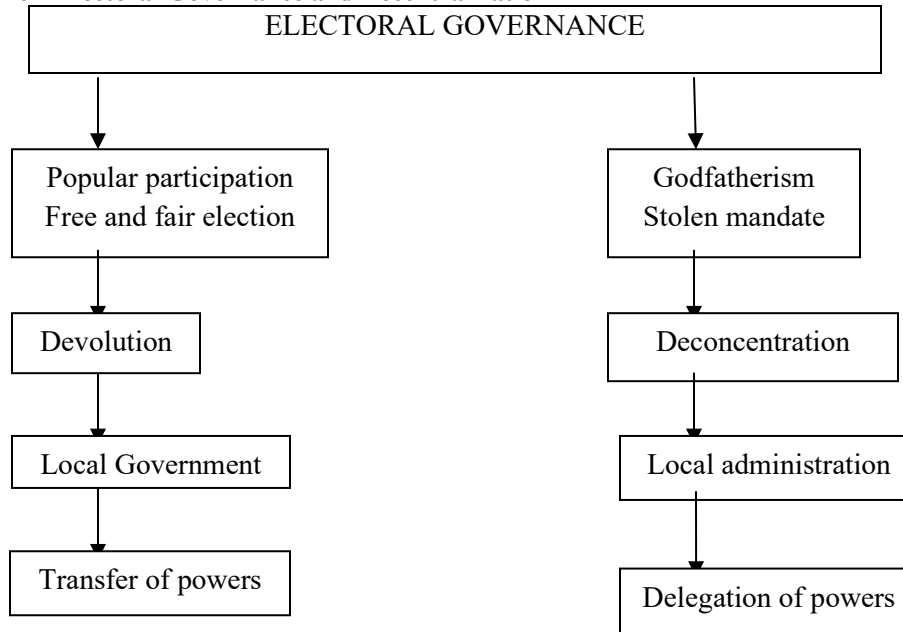 ELECTORAL GOVERNANCE
Popular participation
Free and fair election
Godfatherism
Stolen mandate
Devolution
Deconcentration
Local Government
Local administration
Transfer of powers
Delegation of powers